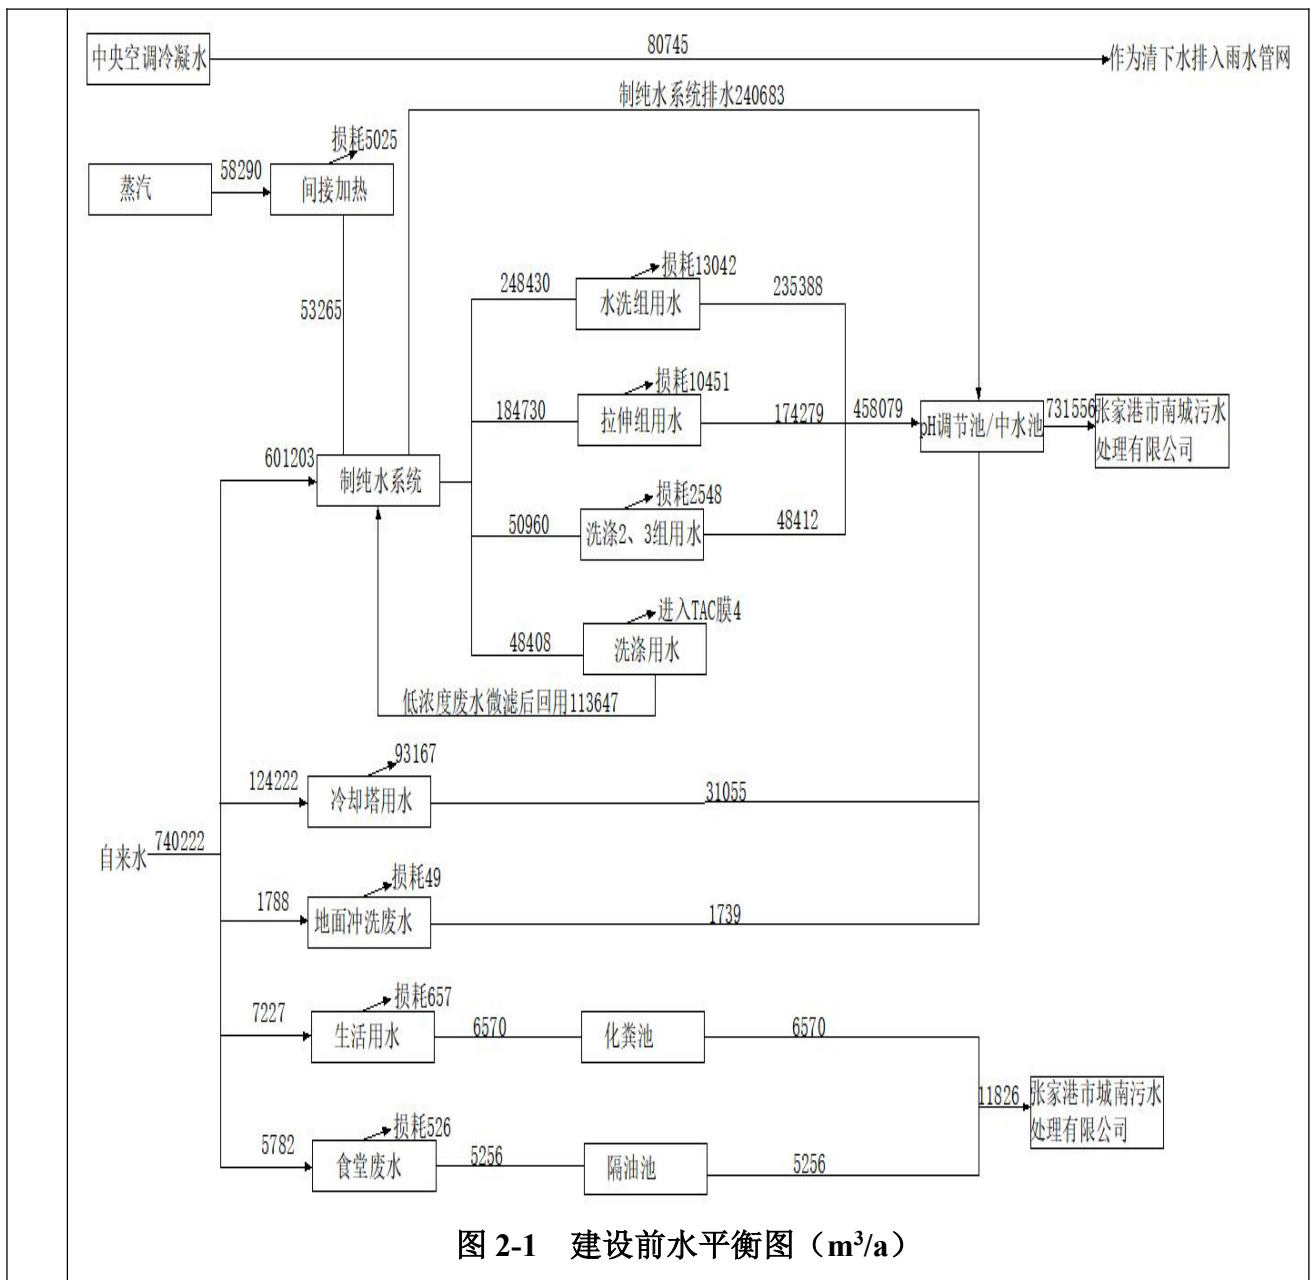 中央空调冷凝水
80745
作为清下水排入雨水管网
制纯水系统排水240683
损耗5025
蒸汽
58290
间接加热
53265
损耗13042
248430
水洗组用水
235388
损耗10451
184730
拉伸组用水
174279
458079
pH调节池/中水池
731556
张家港市南城污水
处理有限公司
601203
制纯水系统
损耗2548
50960
洗涤2、3组用水
48412
进入TAC膜4
48408
洗涤用水
低浓度废水微滤后回用113647
93167
124222
冷却塔用水
31055
自来水
740222
损耗49
1788
地面冲洗废水
1739
损耗657
7227
生活用水
6570
化粪池
6570
11826
张家港市城南污水
处理有限公司
损耗526
5782
食堂废水
5256
隔油池
5256
图 2-1 建设前水平衡图（m³/a）